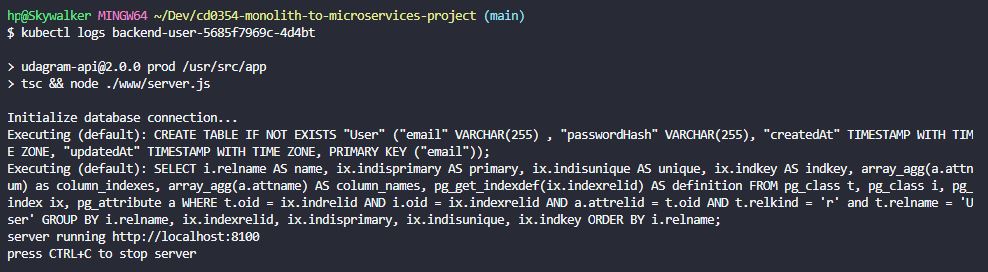 hp@Skywalker MINGW64 ~/Dev/cd0354-monolith-to-microservices-project (main)
$ kubectl logs backend-user-5685f7969c-4d4bt
> udagram-api@2.0.0 prod /usr/src/app
> tsc && node ./www/server.js
Initialize database connection...
Executing (default): CREATE TABLE IF NOT EXISTS "User" ("email" VARCHAR(255) , "passwordHash" VARCHAR(255), "createdAt" TIMESTAMP WITH TIM
E ZONE, "updatedAt" TIMESTAMP WITH TIME ZONE, PRIMARY KEY ("email"));
Executing (default): SELECT i.relname AS name, ix.indisprimary AS primary, ix.indisunique AS unique, ix.indkey AS indkey, array_agg(a.attn
um) as column_indexes, array_agg(a.attname) AS column_names, pg_get_indexdef(ix.indexrelid) AS definition FROM pg_class t, pg_class i, pg_
index ix, pg_attribute a WHERE t.oid = ix.indrelid AND i.oid = ix.indexrelid AND a.attrelid = t.oid AND t.relkind = 'r' and t.relname = 'U
ser' GROUP BY i.relname, ix.indexrelid, ix.indisprimary, ix.indisunique, ix.indkey ORDER BY i.relname;
server running http://localhost:8100
press CTRL+C to stop server